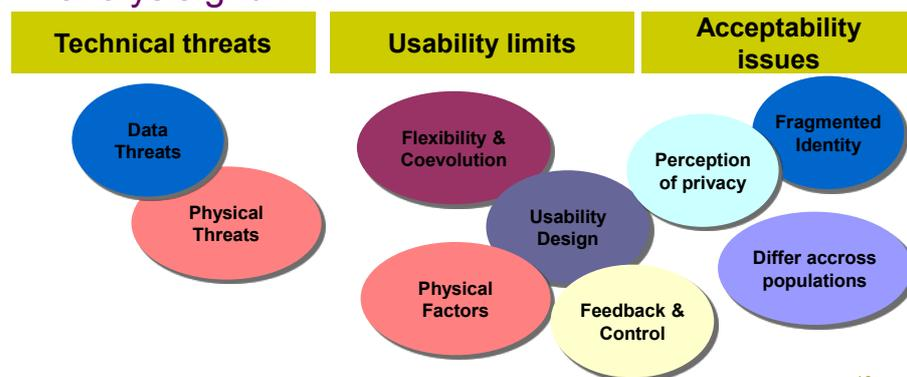 Technical threats
Usability limits
Acceptability
issues
Data
Threats
Physical
Threats
Flexibility &
Coevolution
Usability
Design
Physical
Factors
Feedback &
Control
Perception
of privacy
Fragmented
Identity
Differ accross
populations